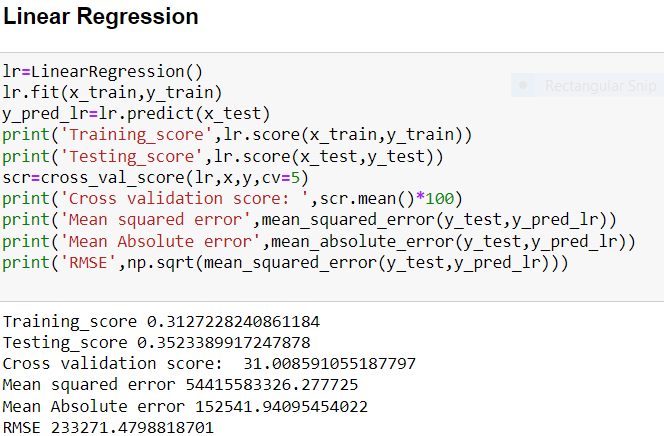 Linear Regression
lr=LinearRegression()
lr.fit(x_train,y_train)
Rectangular Snip
y_pred_lr=lr.predict(x_test)
print('Training_score',lr.score(x_train,y_train))
print('Testing_score',lr.score(x_test,y_test))
scr=cross_val_score(lr,x,y,cv=5)
print('Cross validation score: ',scr.mean()*100)
print('Mean squared error',mean_squared_error(y_test,y_pred_lr))
print('Mean Absolute error',mean_absolute_error(y_test,y_pred_lr))
print('RMSE',np.sqrt(mean_squared_error(y_test,y_pred_lr)))
Training_score 0.3127228240861184
Testing_score 0.3523389917247878
Cross validation score:  31.008591055187797
Mean squared error 54415583326.277725
Mean Absolute error 152541.94095454022
RMSE 233271.4798818701